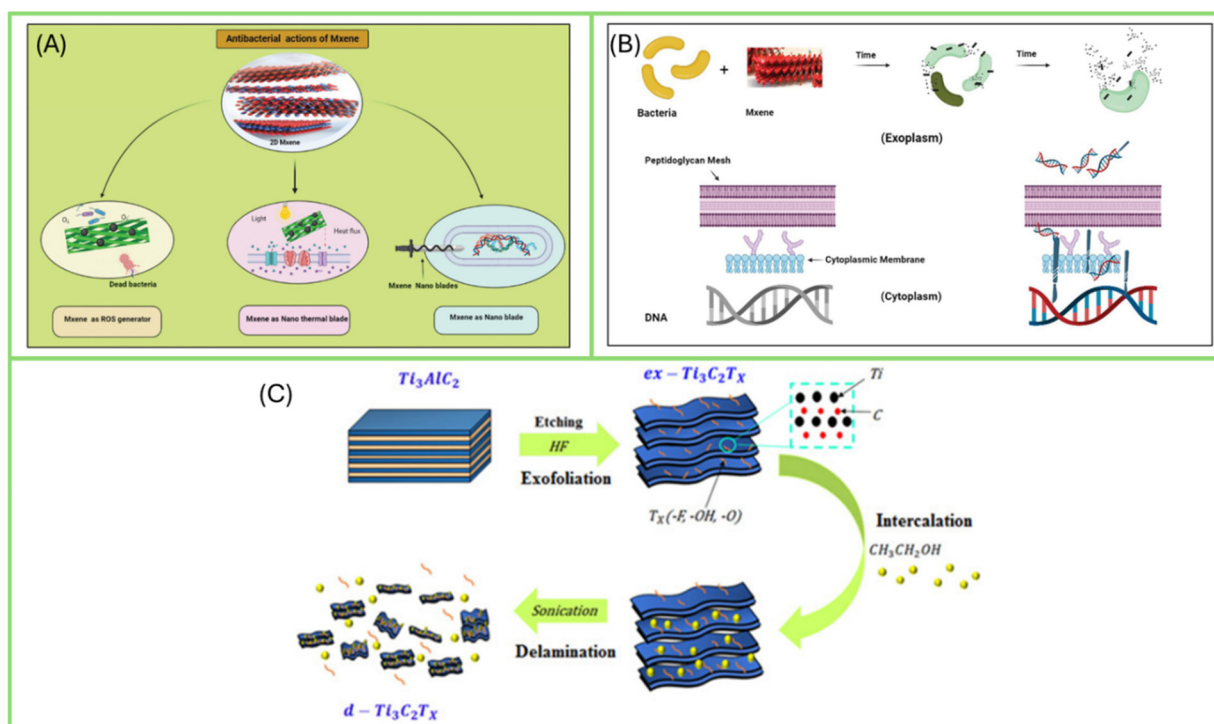 (A)
Antibacterial actions of Mxene
2D Mxene
O₂
O₂⁻
Dead bacteria
Mxene as ROS generator
Light
Heat flux
Mxene as Nano thermal blade
Mxene Nano blades
Mxene as Nano blade
(B)
Bacteria
+
Mxene
Time
Time
(Exoplasm)
Peptidoglycan Mesh
Cytoplasmic Membrane
(Cytoplasm)
DNA
(C)
Ti₃AlC₂
Etching
HF
Exofoliation
ex − Ti₃C₂Tₓ
Ti
C
Tₓ(-F, -OH, -O)
Intercalation
CH₃CH₂OH
Sonication
Delamination
d − Ti₃C₂Tₓ